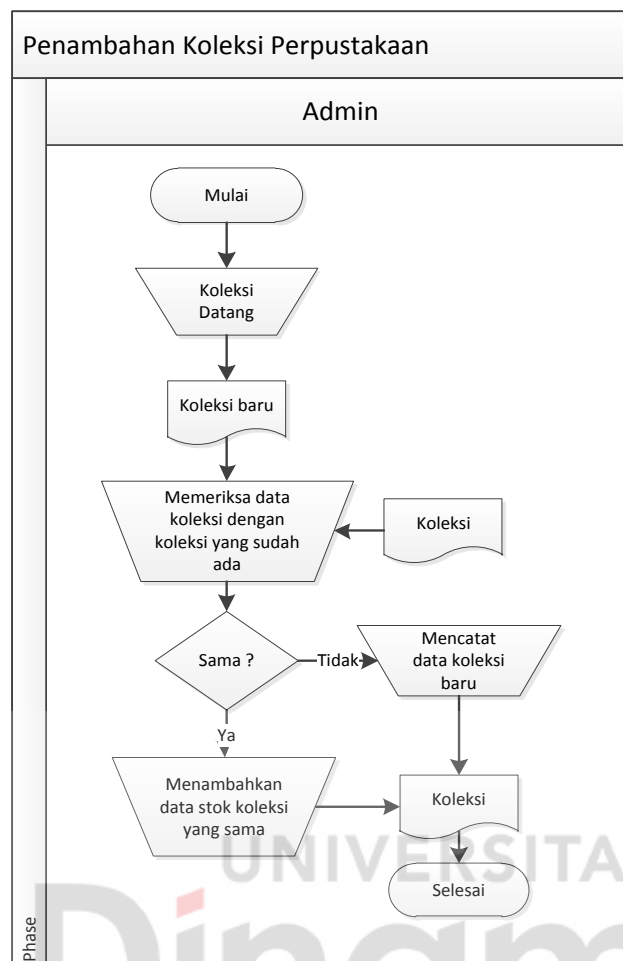 Penambahan Koleksi Perpustakaan
Admin
Mulai
Koleksi
Datang
Koleksi baru
Memeriksa data
koleksi dengan
koleksi yang sudah
ada
Koleksi
Sama ?
Tidak
Mencatat
data koleksi
baru
Ya
Menambahkan
data stok koleksi
yang sama
Koleksi
Selesai
Phase
UNIVERSITA
Dinam